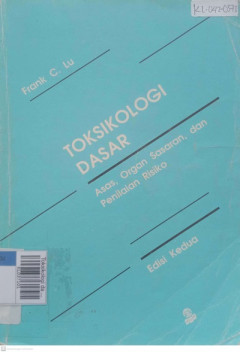 Frank C. Lu
TOKSIKOLOGI
DASAR
Asas, Organ Sasaran, dan
Penilaian Risiko
Edisi Kedua